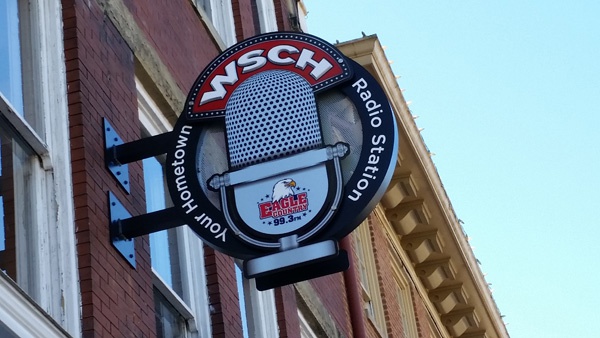 WSCH
Your Hometown
Radio Station
EAGLE
COUNTRY
99.3FM